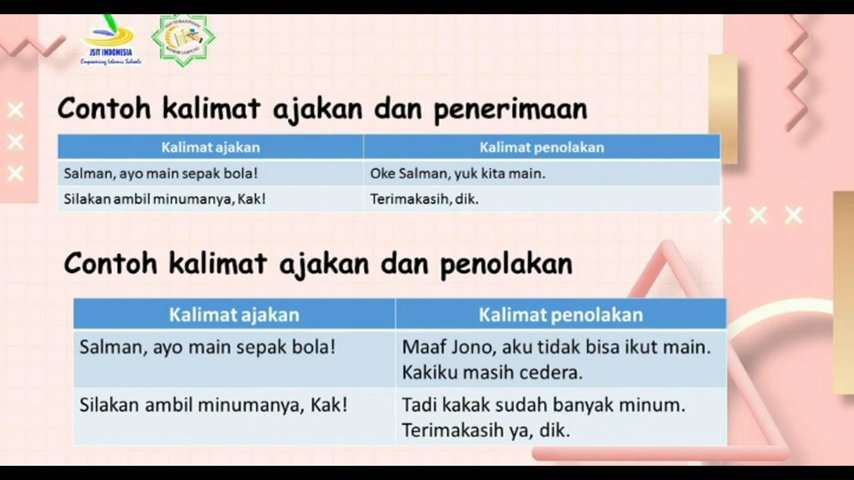 JSIT INDONESIA
Empowering Islamic Schools
Contoh kalimat ajakan dan penerimaan
Kalimat ajakan Kalimat penolakan
Salman, ayo main sepak bola! Oke Salman, yuk kita main.
Silakan ambil minumanya, Kak! Terimakasih, dik.
Contoh kalimat ajakan dan penolakan
Kalimat ajakan Kalimat penolakan
Salman, ayo main sepak bola! Maaf Jono, aku tidak bisa ikut main.
Kakiku masih cedera.
Silakan ambil minumanya, Kak! Tadi kakak sudah banyak minum.
Terimakasih ya, dik.